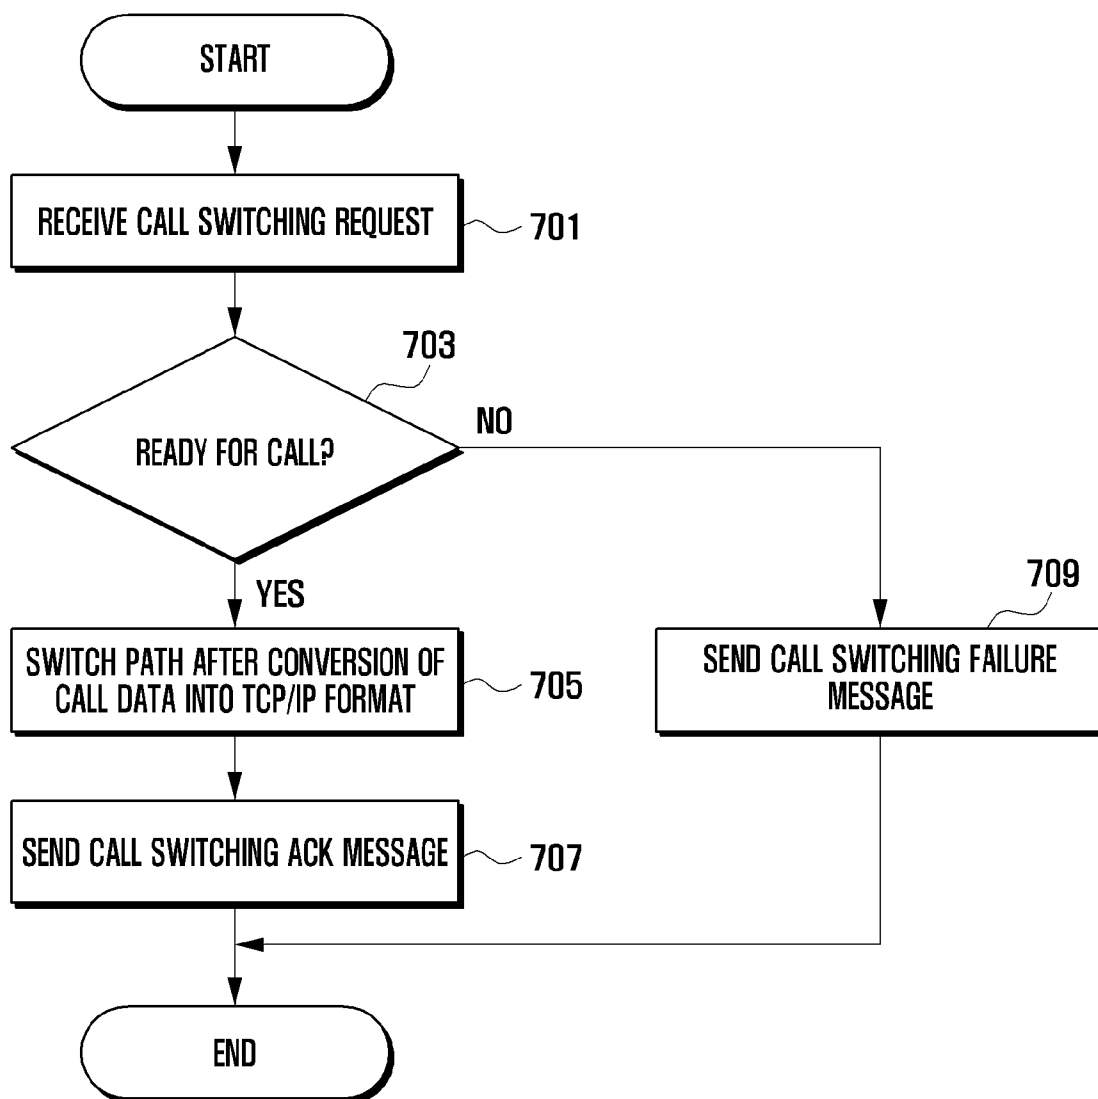 START
RECEIVE CALL SWITCHING REQUEST
701
703
READY FOR CALL?
NO
YES
709
SWITCH PATH AFTER CONVERSION OF
CALL DATA INTO TCP/IP FORMAT
705
SEND CALL SWITCHING FAILURE
MESSAGE
SEND CALL SWITCHING ACK MESSAGE
707
END